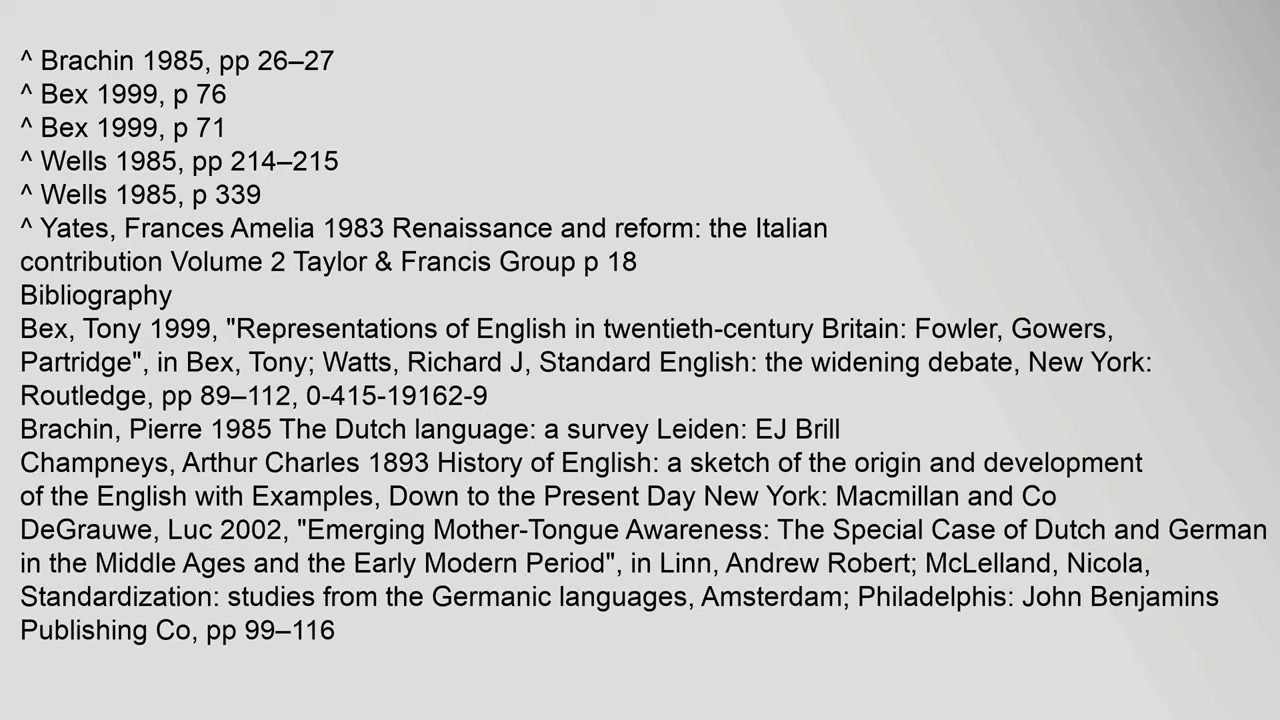 ^ Brachin 1985, pp 26–27
^ Bex 1999, p 76
^ Bex 1999, p 71
^ Wells 1985, pp 214–215
^ Wells 1985, p 339
^ Yates, Frances Amelia 1983 Renaissance and reform: the Italian
contribution Volume 2 Taylor & Francis Group p 18
Bibliography
Bex, Tony 1999, "Representations of English in twentieth-century Britain: Fowler, Gowers,
Partridge", in Bex, Tony; Watts, Richard J, Standard English: the widening debate, New York:
Routledge, pp 89–112, 0-415-19162-9
Brachin, Pierre 1985 The Dutch language: a survey Leiden: EJ Brill
Champneys, Arthur Charles 1893 History of English: a sketch of the origin and development
of the English with Examples, Down to the Present Day New York: Macmillan and Co
DeGrauwe, Luc 2002, "Emerging Mother-Tongue Awareness: The Special Case of Dutch and German
in the Middle Ages and the Early Modern Period", in Linn, Andrew Robert; McLelland, Nicola,
Standardization: studies from the Germanic languages, Amsterdam; Philadelphis: John Benjamins
Publishing Co, pp 99–116